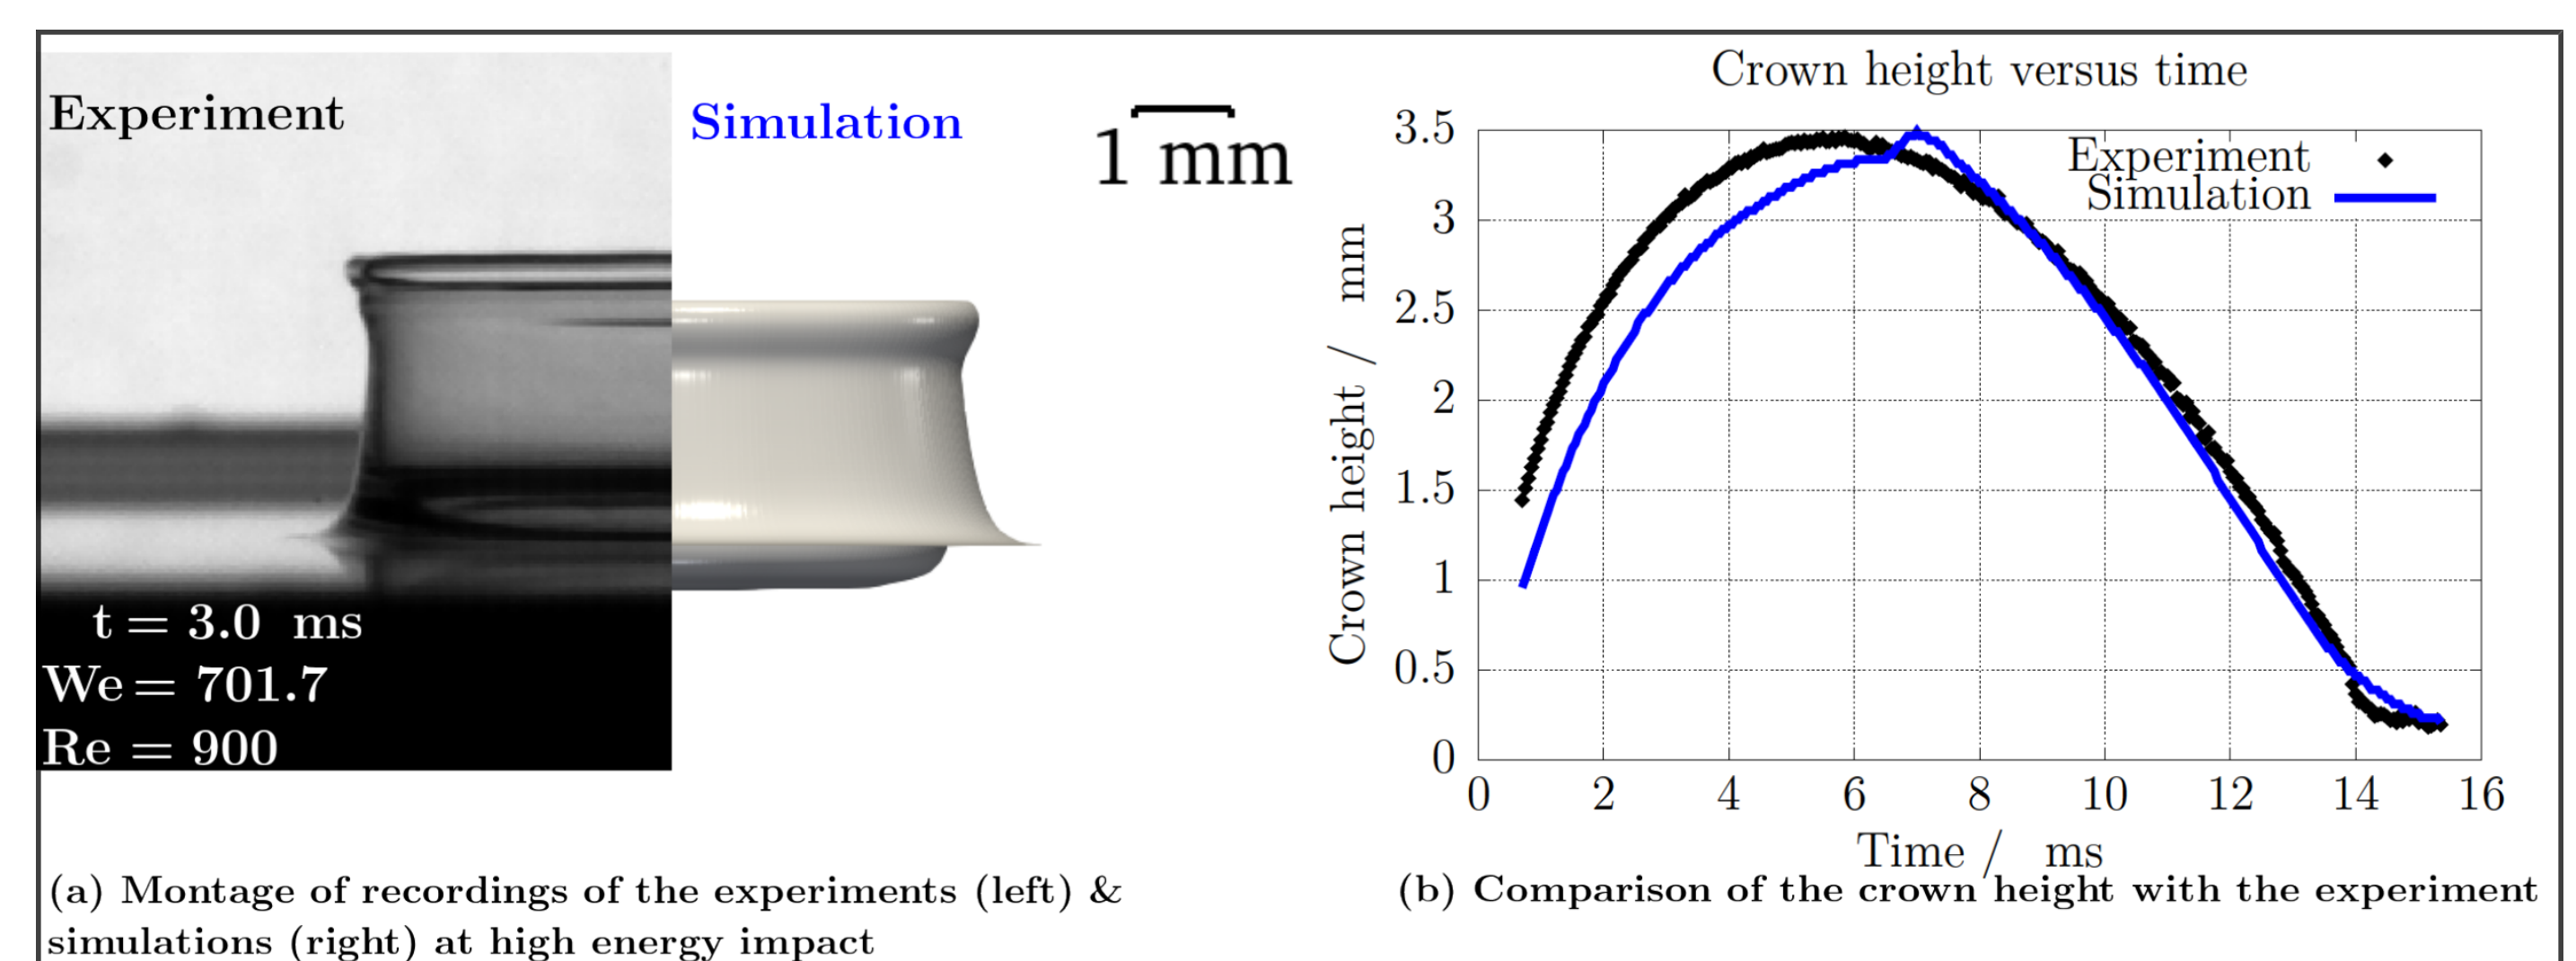 Experiment
Simulation
1 mm
t = 3.0 ms
We = 701.7
Re = 900
(a) Montage of recordings of the experiments (left) &
simulations (right) at high energy impact
Crown height versus time
Experiment
Simulation
Crown height / mm
3.5
3
2.5
2
1.5
1
0.5
0
0 2 4 6 8 10 12 14 16
Time / ms
(b) Comparison of the crown height with the experiment